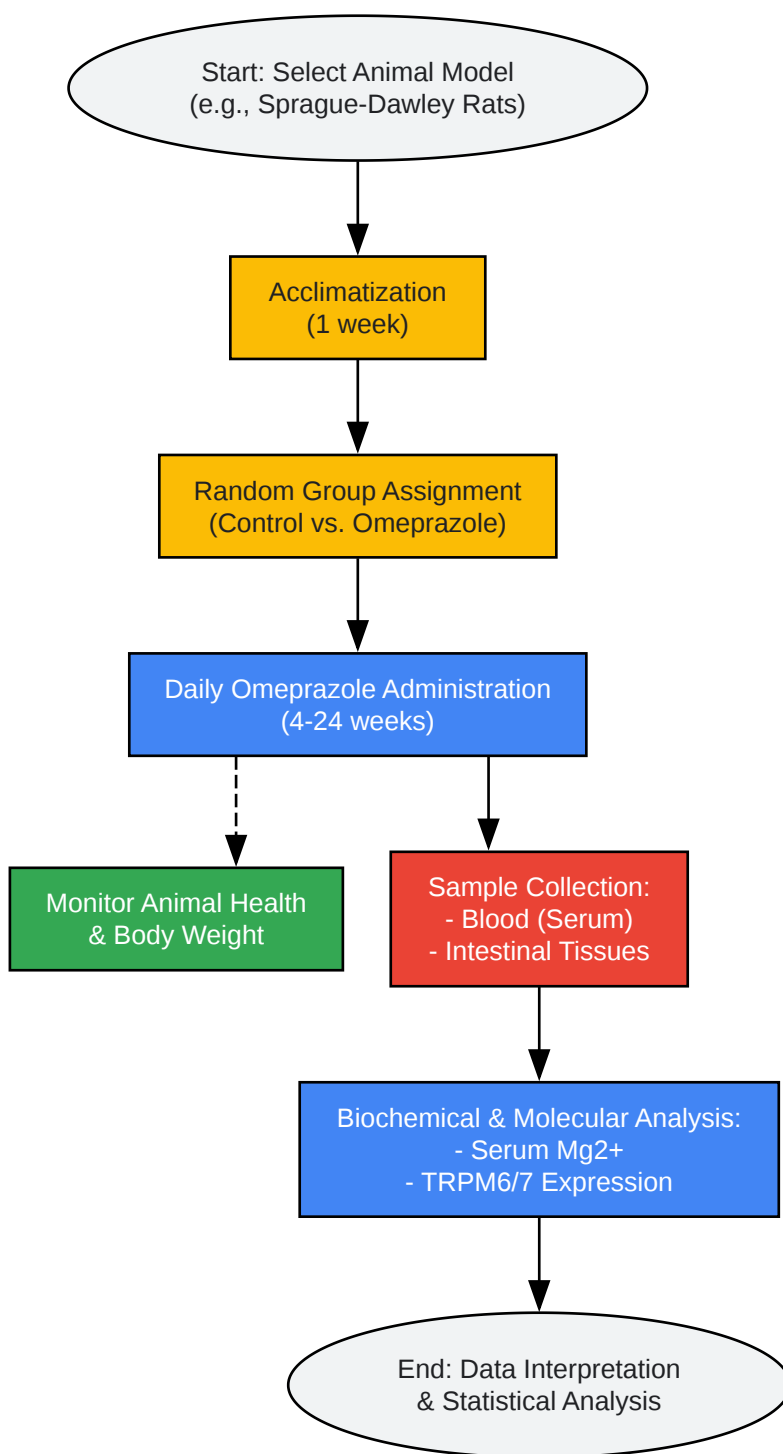 Start: Select Animal Model
(e.g., Sprague-Dawley Rats)
Acclimatization
(1 week)
Random Group Assignment
(Control vs. Omeprazole)
Daily Omeprazole Administration
(4-24 weeks)
Monitor Animal Health
& Body Weight
Sample Collection:
- Blood (Serum)
- Intestinal Tissues
Biochemical & Molecular Analysis:
- Serum Mg2+
- TRPM6/7 Expression
End: Data Interpretation
& Statistical Analysis